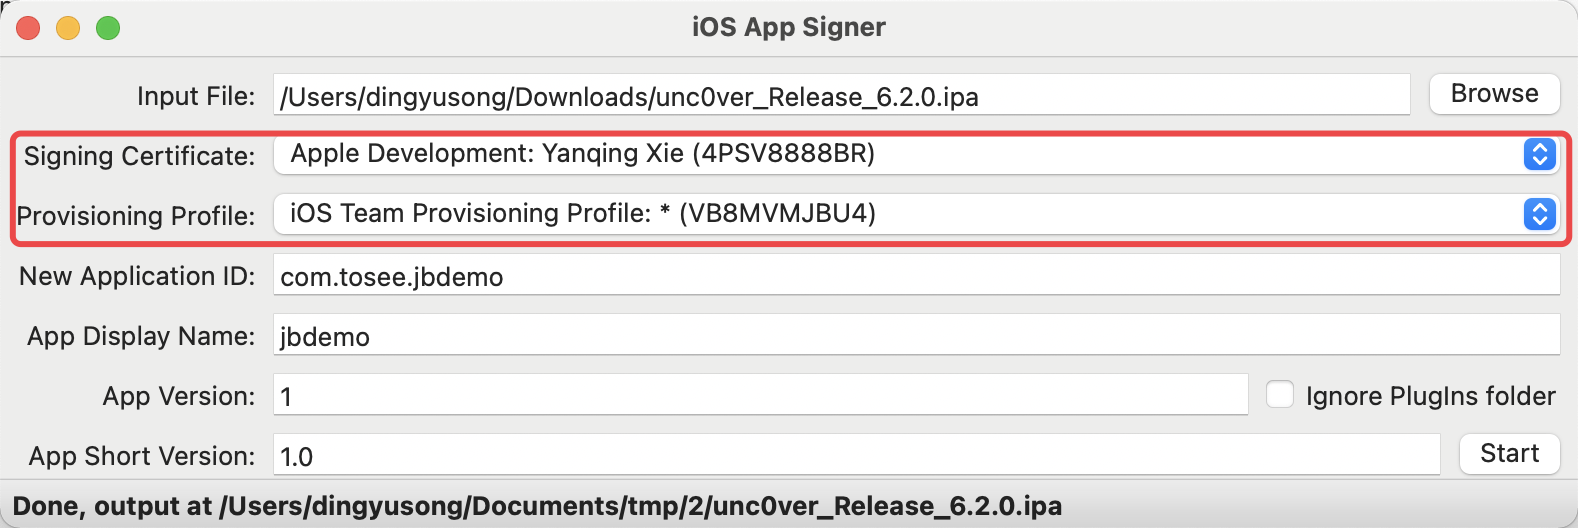 iOS App Signer
Input File: /Users/dingyusong/Downloads/unc0ver_Release_6.2.0.ipa Browse
Signing Certificate: Apple Development: Yanqing Xie (4PSV8888BR)
Provisioning Profile: iOS Team Provisioning Profile: * (VB8MVMJBU4)
New Application ID: com.tosee.jbdemo
App Display Name: jbdemo
App Version: 1 Ignore PlugIns folder
App Short Version: 1.0 Start
Done, output at /Users/dingyusong/Documents/tmp/2/unc0ver_Release_6.2.0.ipa